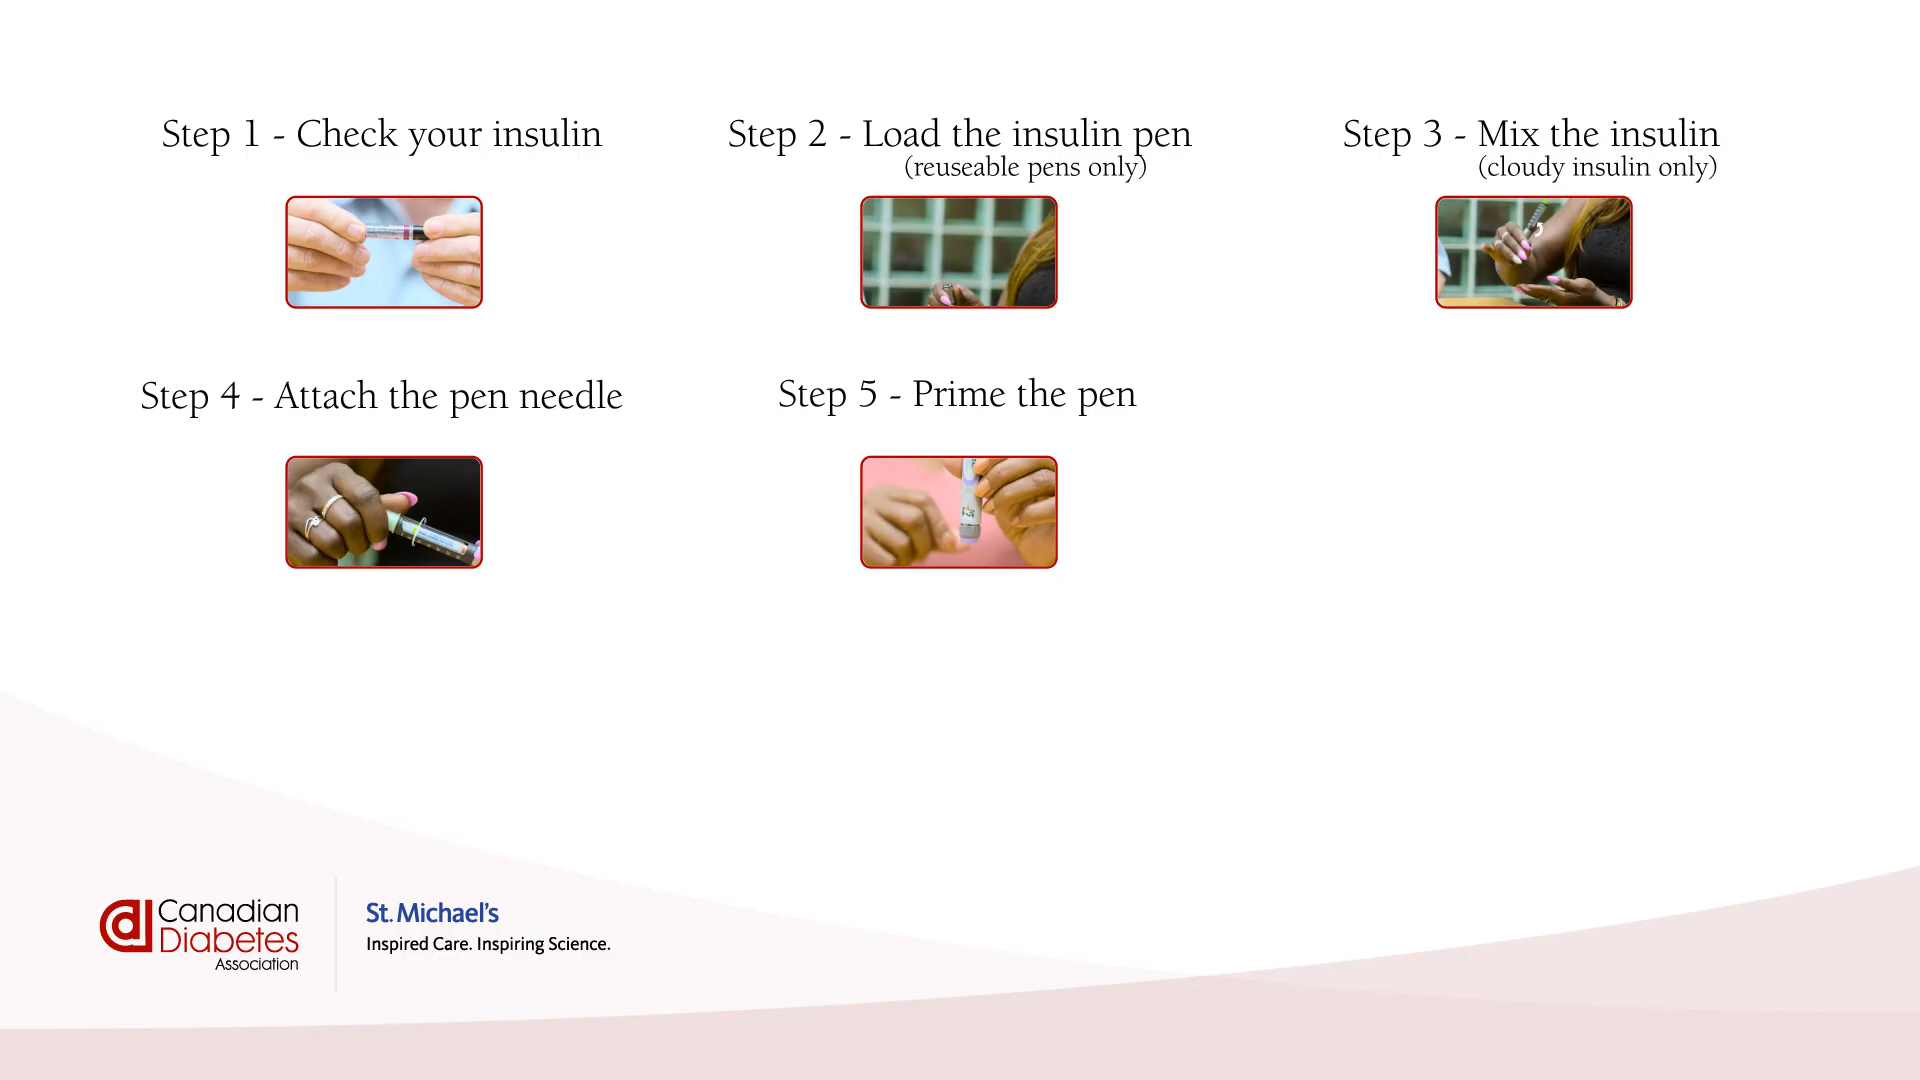 Step 1 - Check your insulin
Step 2 - Load the insulin pen
(reuseable pens only)
Step 3 - Mix the insulin
(cloudy insulin only)
Step 4 - Attach the pen needle
Step 5 - Prime the pen
Canadian
Diabetes
Association
St. Michael's
Inspired Care. Inspiring Science.